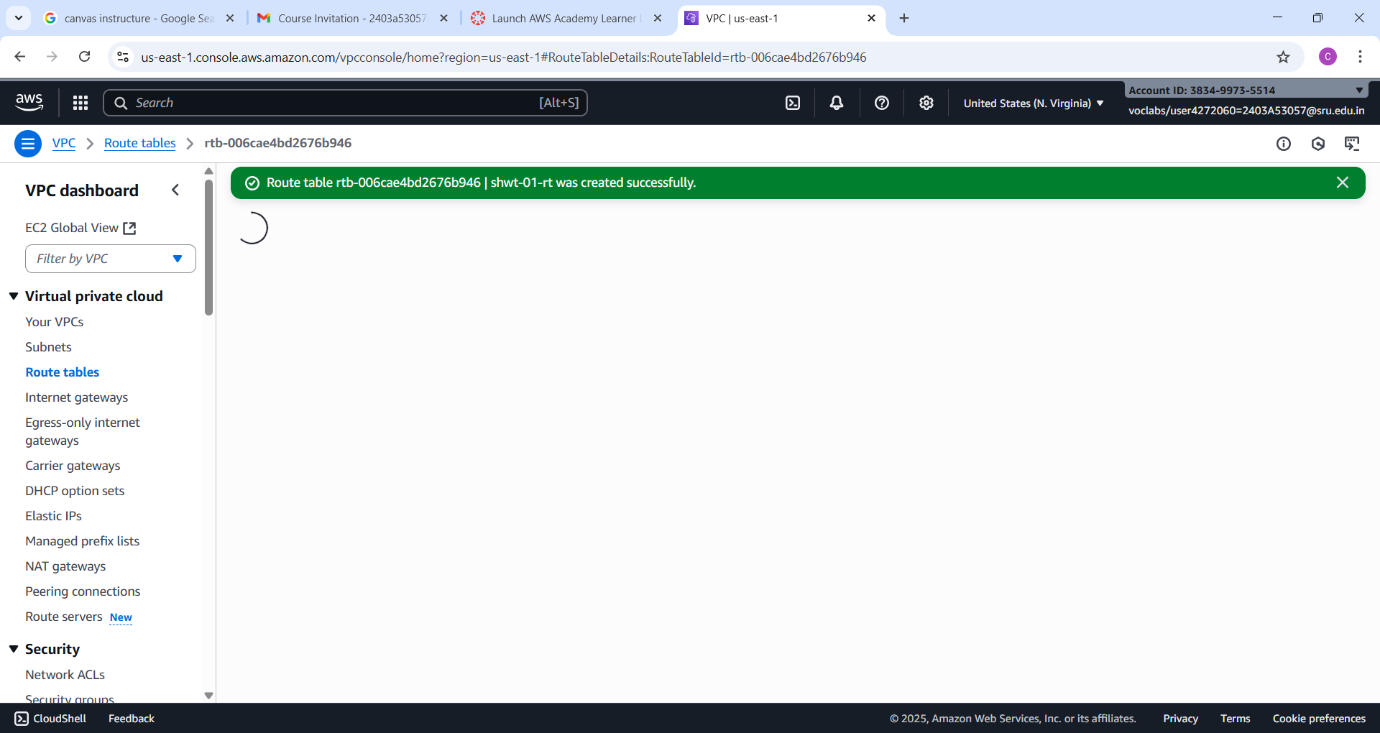 canvas instructure - Google Sea
Course Invitation - 2403a53057
Launch AWS Academy Learner
VPC | us-east-1
us-east-1.console.aws.amazon.com/vpcconsole/home?region=us-east-1#RouteTableDetails:RouteTableId=rtb-006cae4bd2676b946
C
aws
Search
[Alt+S]
United States (N. Virginia)
Account ID: 3834-9973-5514
voclabs/user4272060=2403A53057@sru.edu.in
VPC
Route tables
rtb-006cae4bd2676b946
VPC dashboard
Route table rtb-006cae4bd2676b946 | shwt-01-rt was created successfully.
EC2 Global View
Filter by VPC
Virtual private cloud
Your VPCs
Subnets
Route tables
Internet gateways
Egress-only internet
gateways
Carrier gateways
DHCP option sets
Elastic IPs
Managed prefix lists
NAT gateways
Peering connections
Route servers New
Security
Network ACLs
Security groups
CloudShell
Feedback
© 2025, Amazon Web Services, Inc. or its affiliates.
Privacy
Terms
Cookie preferences